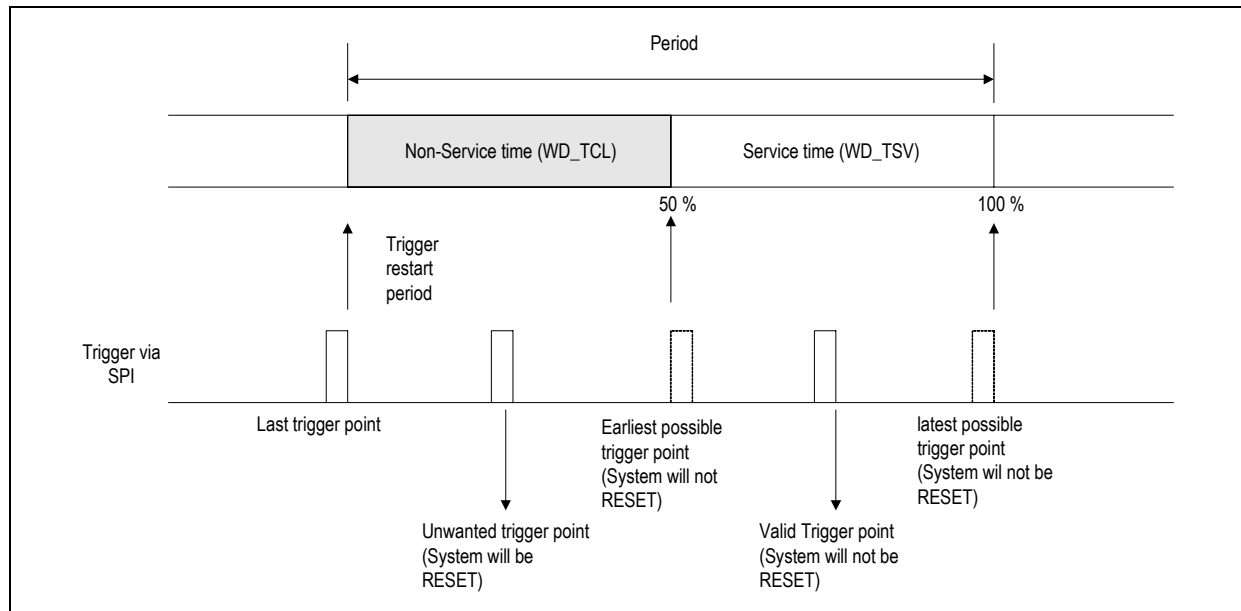 Period
Non-Service time (WD_TCL)
Service time (WD_TSV)
50 %
100 %
Trigger
restart
period
Trigger via
SPI
Last trigger point
Earliest possible
trigger point
(System will not
RESET)
latest possible
trigger point
(System wil not be
RESET)
Unwanted trigger point
(System will be
RESET)
Valid Trigger point
(System will not be
RESET)